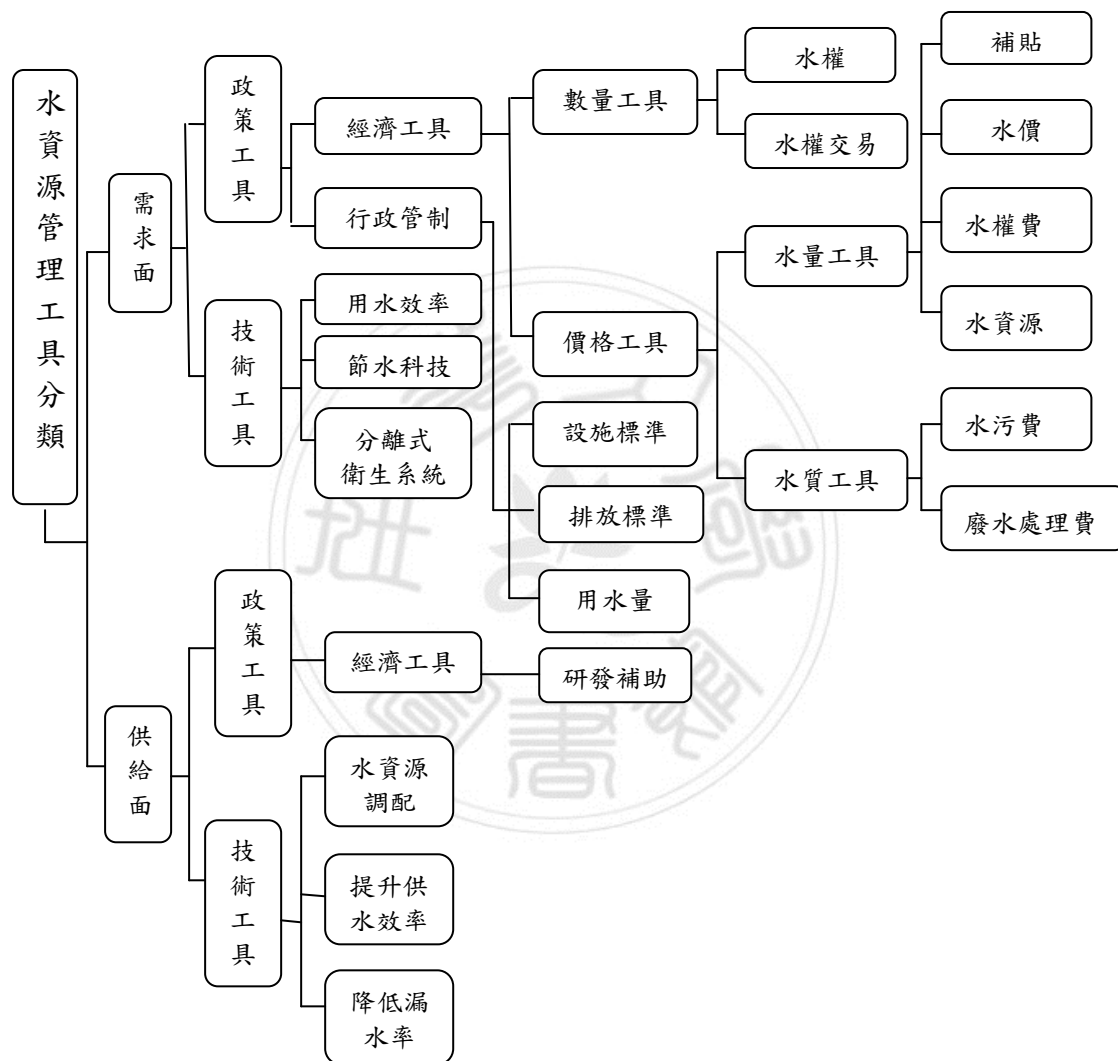 水資源管理工具分類
需求面
政策工具
經濟工具
數量工具
水權
水權交易
價格工具
水量工具
補貼
水價
水權費
水資源
水質工具
水污費
廢水處理費
行政管制
設施標準
排放標準
用水量
技術工具
用水效率
節水科技
分離式
衛生系統
供給面
政策工具
經濟工具
研發補助
技術工具
水資源
調配
提升供
水效率
降低漏
水率